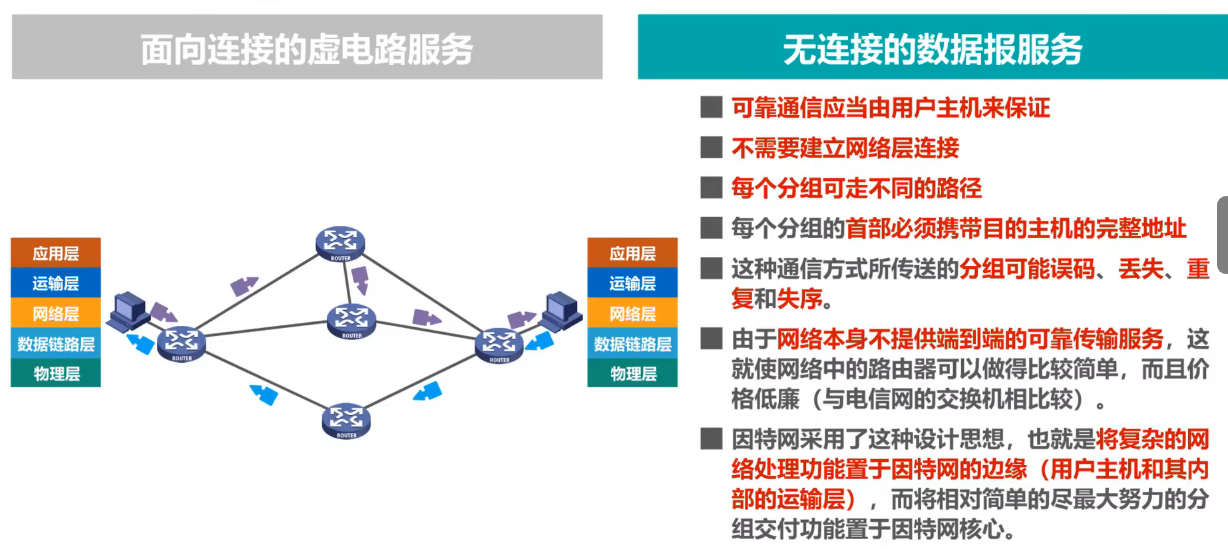 面向连接的虚电路服务
无连接的数据报服务
可靠通信应当由用户主机来保证
不需要建立网络层连接
每个分组可走不同的路径
每个分组的首部必须携带目的主机的完整地址
这种通信方式所传送的分组可能误码、丢失、重
复和失序。
由于网络本身不提供端到端的可靠传输服务，这
就使网络中的路由器可以做得比较简单，而且价
格低廉（与电信网的交换机相比较）。
因特网采用了这种设计思想，也就是将复杂的网
络处理功能置于因特网的边缘（用户主机和其内
部的运输层），而将相对简单的尽最大努力的分
组交付功能置于因特网核心。
应用层
运输层
网络层
数据链路层
物理层
ROUTER
ROUTER
ROUTER
ROUTER
ROUTER
应用层
运输层
网络层
数据链路层
物理层